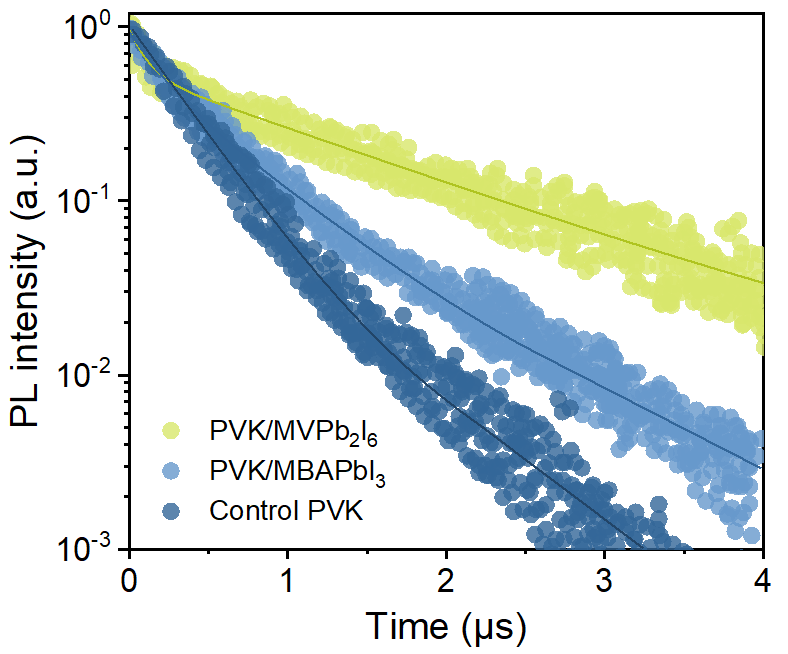 PL intensity (a.u.)
10⁰
10⁻¹
10⁻²
10⁻³
PVK/MVPb₂I₆
PVK/MBAPbI₃
Control PVK
0 1 2 3 4
Time (μs)